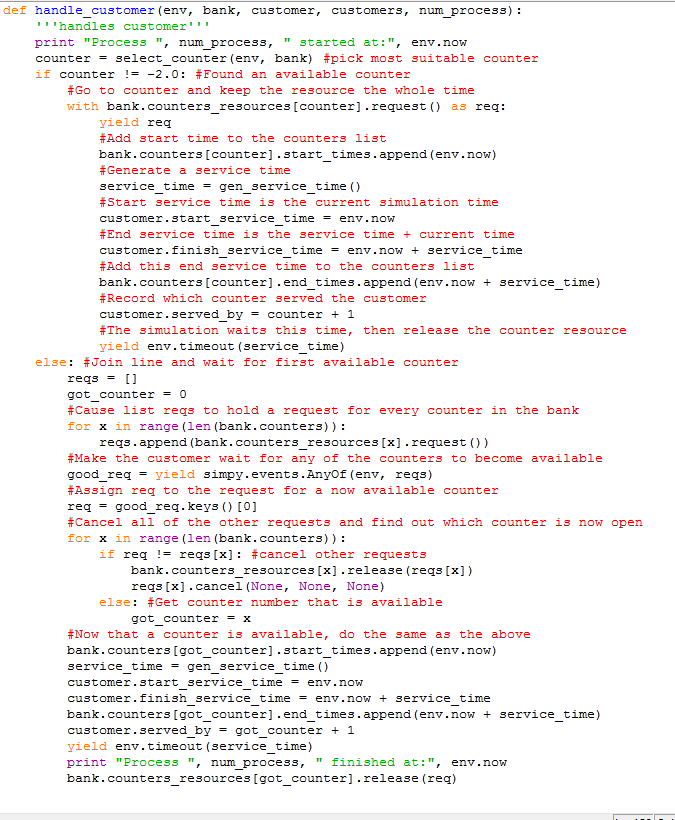 def handle_customer(env, bank, customer, customers, num_process):
    '''handles customer'''
    print "Process ", num_process, " started at:", env.now
    counter = select_counter(env, bank) #pick most suitable counter
    if counter != -2.0: #Found an available counter
        #Go to counter and keep the resource the whole time
        with bank.counters_resources[counter].request() as req:
            yield req
            #Add start time to the counters list
            bank.counters[counter].start_times.append(env.now)
            #Generate a service time
            service_time = gen_service_time()
            #Start service time is the current simulation time
            customer.start_service_time = env.now
            #End service time is the service time + current time
            customer.finish_service_time = env.now + service_time
            #Add this end service time to the counters list
            bank.counters[counter].end_times.append(env.now + service_time)
            #Record which counter served the customer
            customer.served_by = counter + 1
            #The simulation waits this time, then release the counter resource
            yield env.timeout(service_time)
    else: #Join line and wait for first available counter
        reqs = []
        got_counter = 0
        #Cause list reqs to hold a request for every counter in the bank
        for x in range(len(bank.counters)):
            reqs.append(bank.counters_resources[x].request())
        #Make the customer wait for any of the counters to become available
        good_req = yield simpy.events.AnyOf(env, reqs)
        #Assign req to the request for a now available counter
        req = good_req.keys()[0]
        #Cancel all of the other requests and find out which counter is now open
        for x in range(len(bank.counters)):
            if req != reqs[x]: #cancel other requests
                bank.counters_resources[x].release(reqs[x])
                reqs[x].cancel(None, None, None)
            else: #Get counter number that is available
                got_counter = x
        #Now that a counter is available, do the same as the above
        bank.counters[got_counter].start_times.append(env.now)
        service_time = gen_service_time()
        customer.start_service_time = env.now
        customer.finish_service_time = env.now + service_time
        bank.counters[got_counter].end_times.append(env.now + service_time)
        customer.served_by = got_counter + 1
        yield env.timeout(service_time)
        print "Process ", num_process, " finished at:", env.now
        bank.counters_resources[got_counter].release(req)